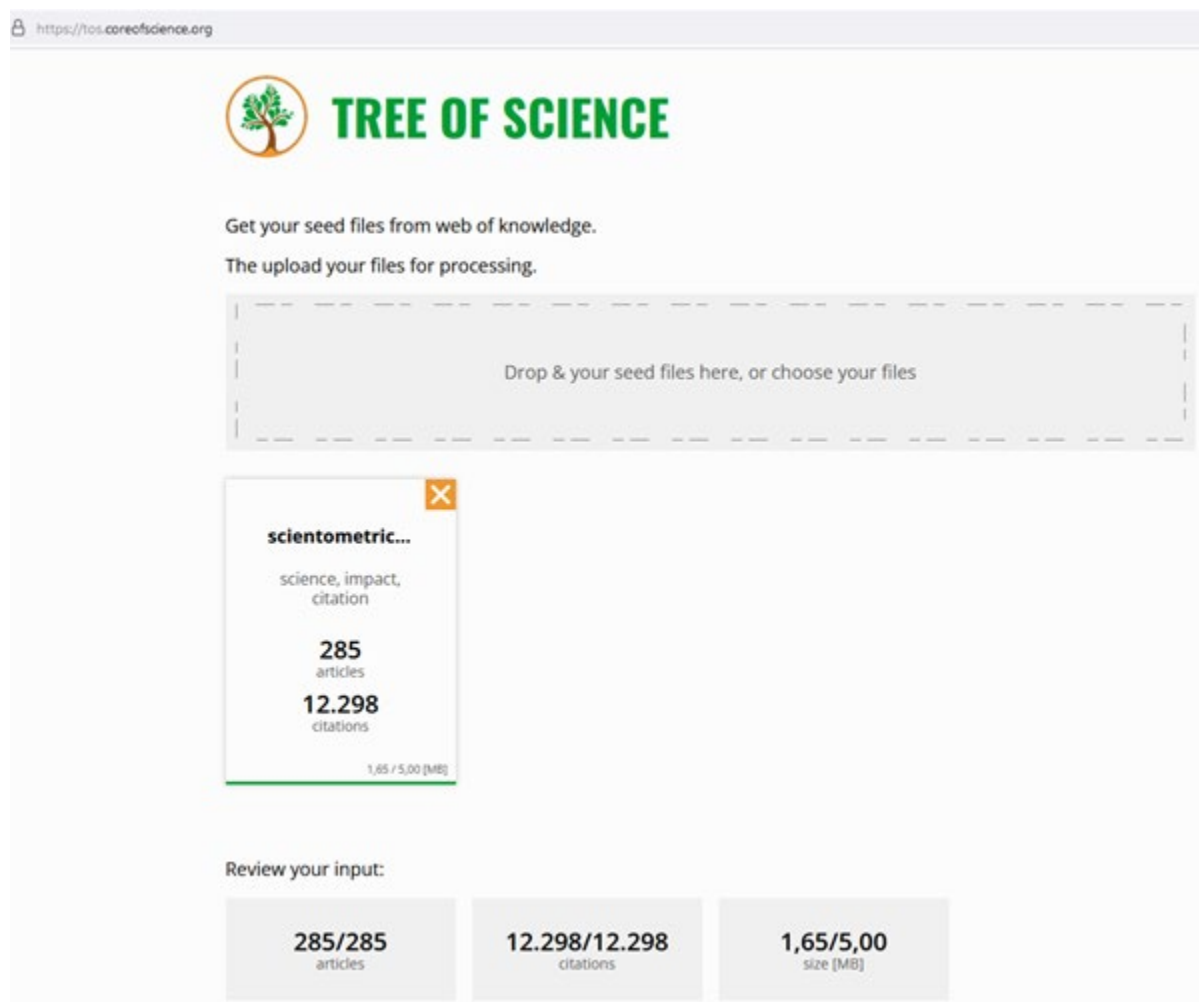 https://tos.coreofscience.org
TREE OF SCIENCE
Get your seed files from web of knowledge.
The upload your files for processing.
Drop & your seed files here, or choose your files
scientometric...
science, impact,
citation
285
articles
12.298
citations
1,65 / 5,00 [MB]
Review your input:
285/285
articles
12.298/12.298
citations
1,65/5,00
size [MB]